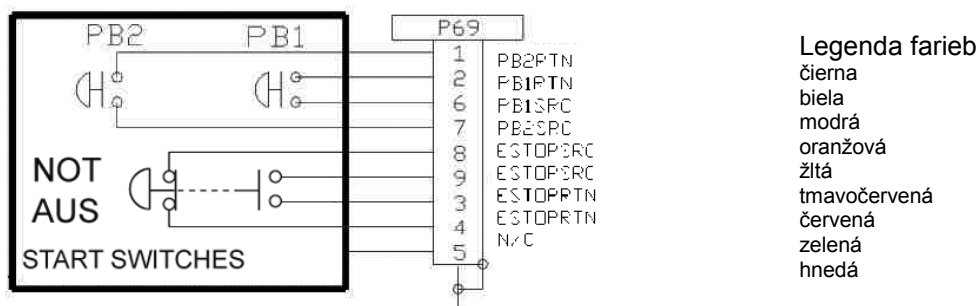 PB2
PB1
P69
1 PB2RTN
2 PB1RTN
6 PB1SRC
7 PB2SRC
8 ESTOPSRC
9 ESTOPSRC
3 ESTOPRTN
4 ESTOPRTN
5 N/C
NOT
AUS
START SWITCHES
Legenda farieb
čierna
biela
modrá
oranžová
žltá
tmavočervená
červená
zelená
hnedá